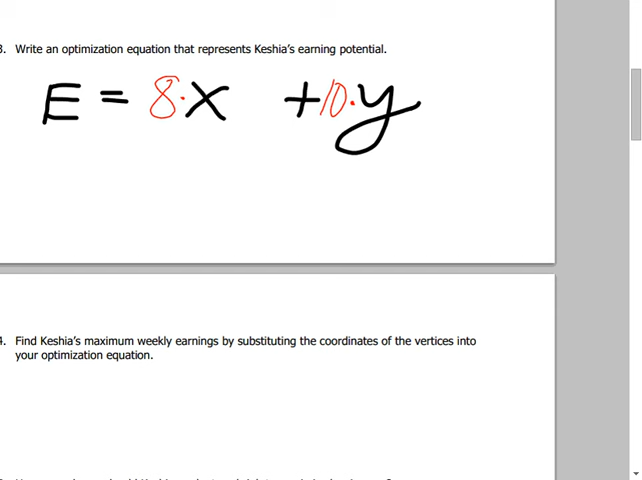 3. Write an optimization equation that represents Keshia's earning potential.
E = 8·x + 10·y
4. Find Keshia's maximum weekly earnings by substituting the coordinates of the vertices into
your optimization equation.